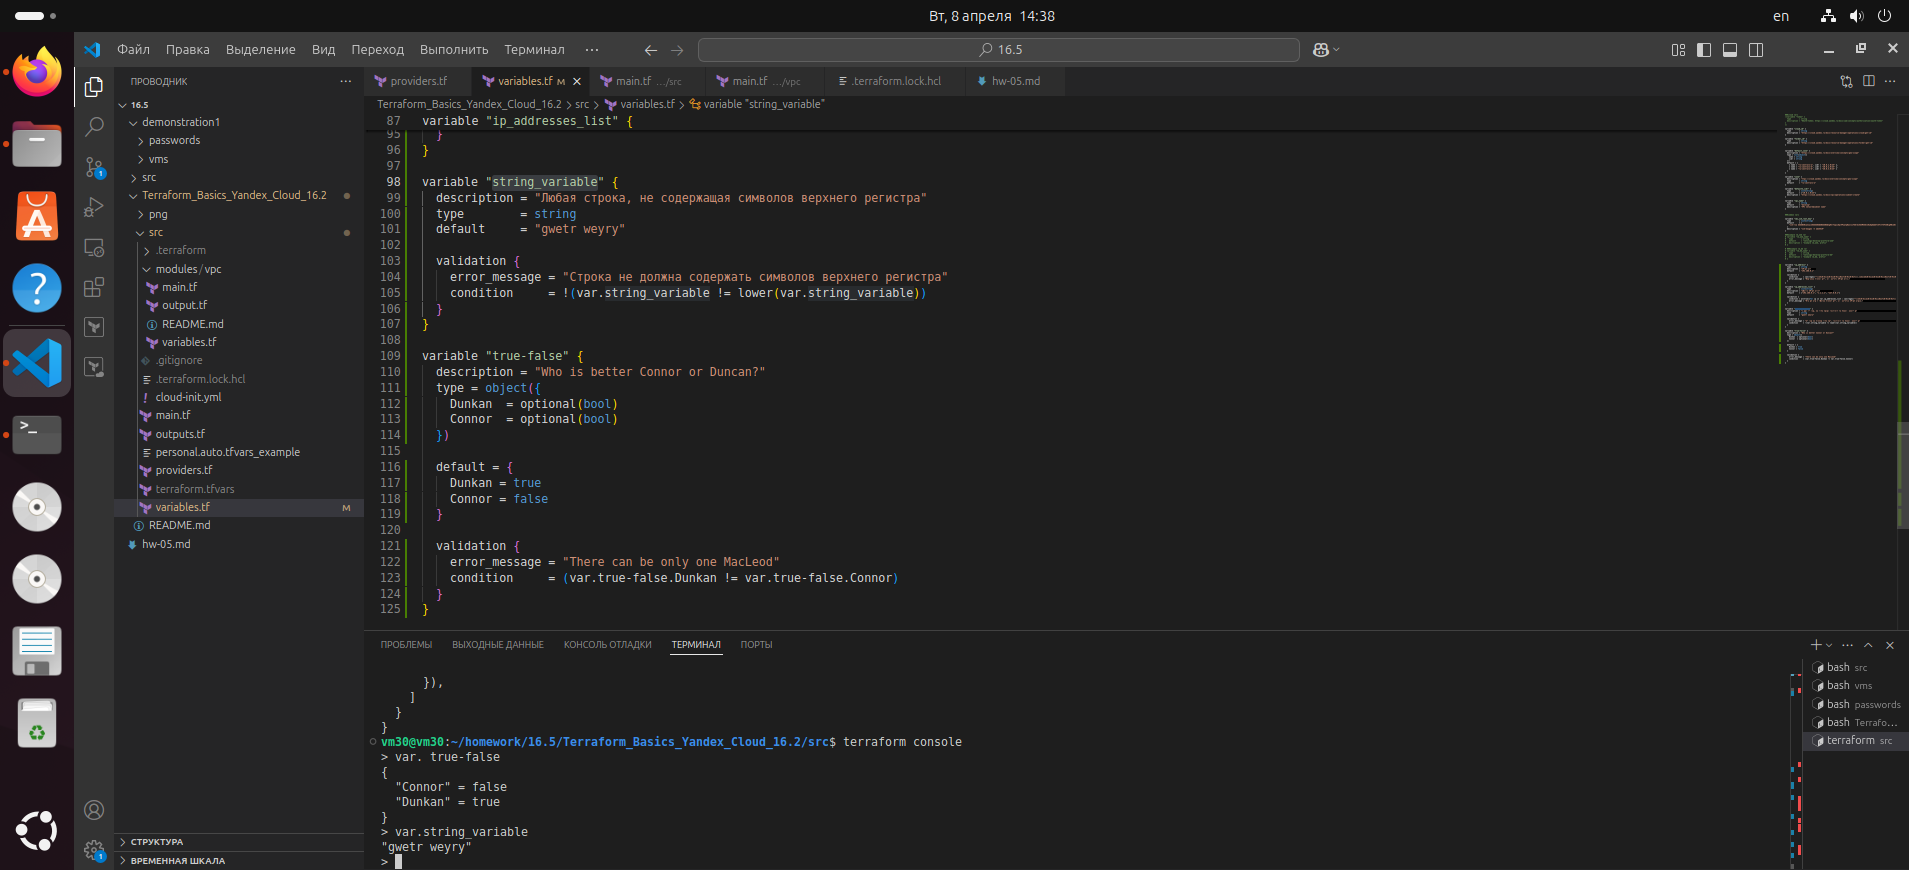 Вт, 8 апреля 14:38
en
Файл Правка Выделение Вид Переход Выполнить Терминал ···
16.5
ПРОВОДНИК
16.5
demonstration1
passwords
vms
src
Terraform_Basics_Yandex_Cloud_16.2
png
src
.terraform
modules/vpc
main.tf
output.tf
README.md
variables.tf
.gitignore
.terraform.lock.hcl
cloud-init.yml
main.tf
outputs.tf
personal.auto.tfvars_example
providers.tf
terraform.tfvars
variables.tf M
README.md
hw-05.md
СТРУКТУРА
ВРЕМЕННАЯ ШКАЛА
providers.tf variables.tf M main.tf .../src main.tf .../vpc .terraform.lock.hcl hw-05.md
Terraform_Basics_Yandex_Cloud_16.2 > src > variables.tf > variable "string_variable"
87 variable "ip_addresses_list" {
95 }
96 }
97
98 variable "string_variable" {
99 description = "Любая строка, не содержащая символов верхнего регистра"
100 type = string
101 default = "gwetr weyry"
102
103 validation {
104 error_message = "Строка не должна содержать символов верхнего регистра"
105 condition = !(var.string_variable != lower(var.string_variable))
106 }
107 }
108
109 variable "true-false" {
110 description = "Who is better Connor or Duncan?"
111 type = object({
112 Dunkan = optional(bool)
113 Connor = optional(bool)
114 })
115
116 default = {
117 Dunkan = true
118 Connor = false
119 }
120
121 validation {
122 error_message = "There can be only one MacLeod"
123 condition = (var.true-false.Dunkan != var.true-false.Connor)
124 }
125 }
ПРОБЛЕМЫ ВЫХОДНЫЕ ДАННЫЕ КОНСОЛЬ ОТЛАДКИ ТЕРМИНАЛ ПОРТЫ
}),
]
}
}
vm30@vm30:~/homework/16.5/Terraform_Basics_Yandex_Cloud_16.2/src$ terraform console
> var. true-false
{
"Connor" = false
"Dunkan" = true
}
> var.string_variable
"gwetr weyry"
>
bash src
bash vms
bash passwords
bash Terrafo...
terraform src